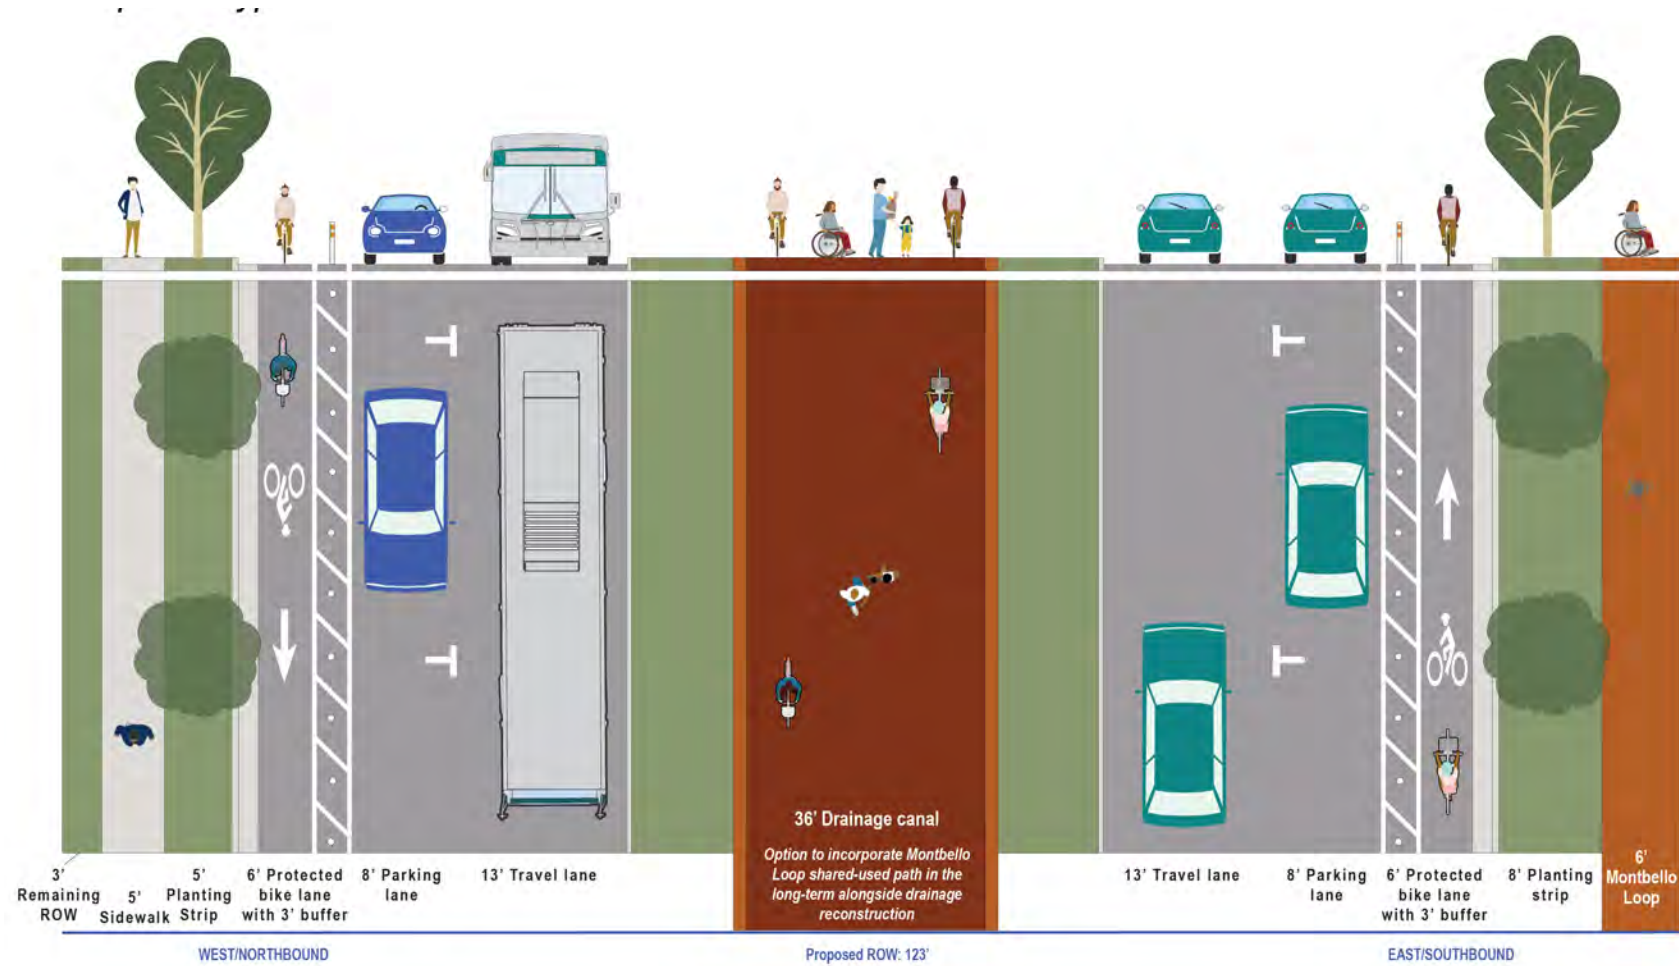 3'
Remaining
ROW
5'
Sidewalk
5'
Planting
Strip
6' Protected
bike lane
with 3' buffer
8' Parking
lane
13' Travel lane
36' Drainage canal
Option to incorporate Montbello
Loop shared-used path in the
long-term alongside drainage
reconstruction
13' Travel lane
8' Parking
lane
6' Protected
bike lane
with 3' buffer
8' Planting
strip
6'
Montbello
Loop
WEST/NORTHBOUND
Proposed ROW: 123'
EAST/SOUTHBOUND